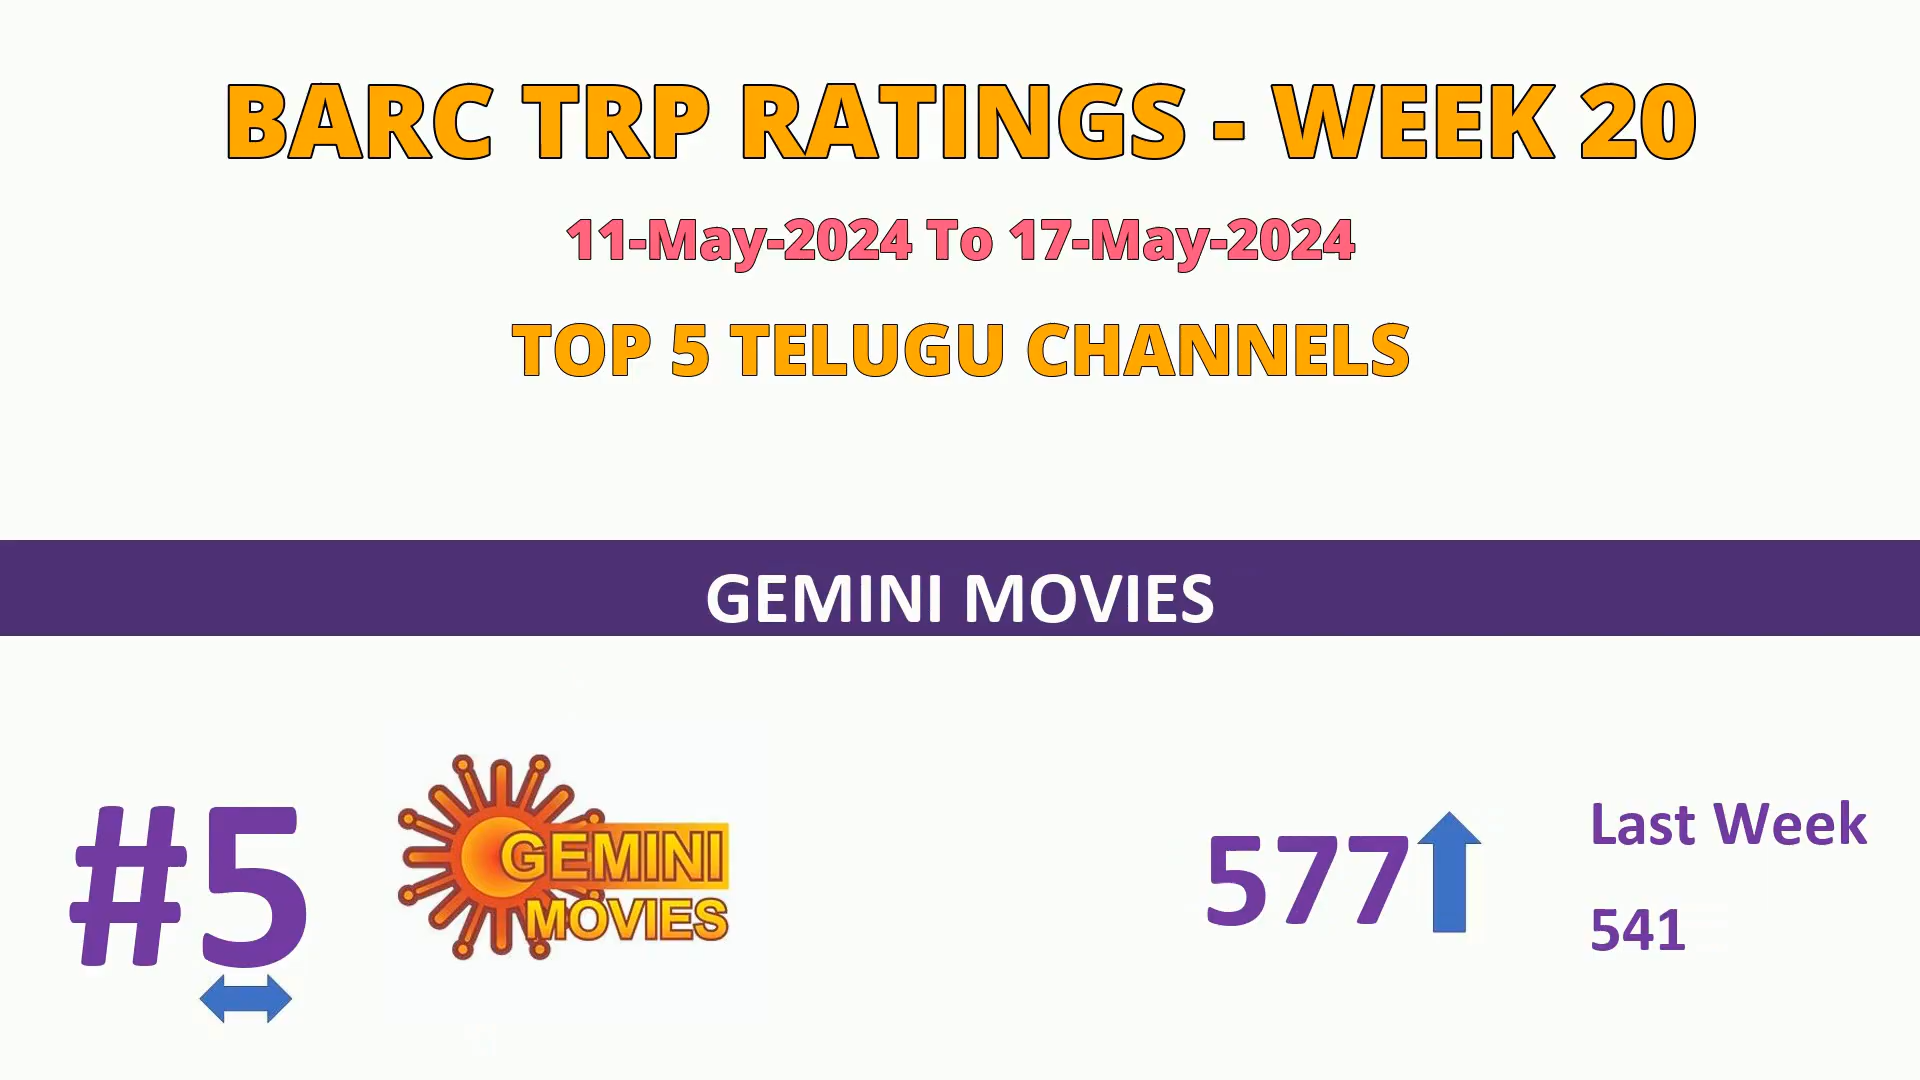 BARC TRP RATINGS - WEEK 20
11-May-2024 To 17-May-2024
TOP 5 TELUGU CHANNELS
GEMINI MOVIES
#5
GEMINI
MOVIES
577
Last Week
541